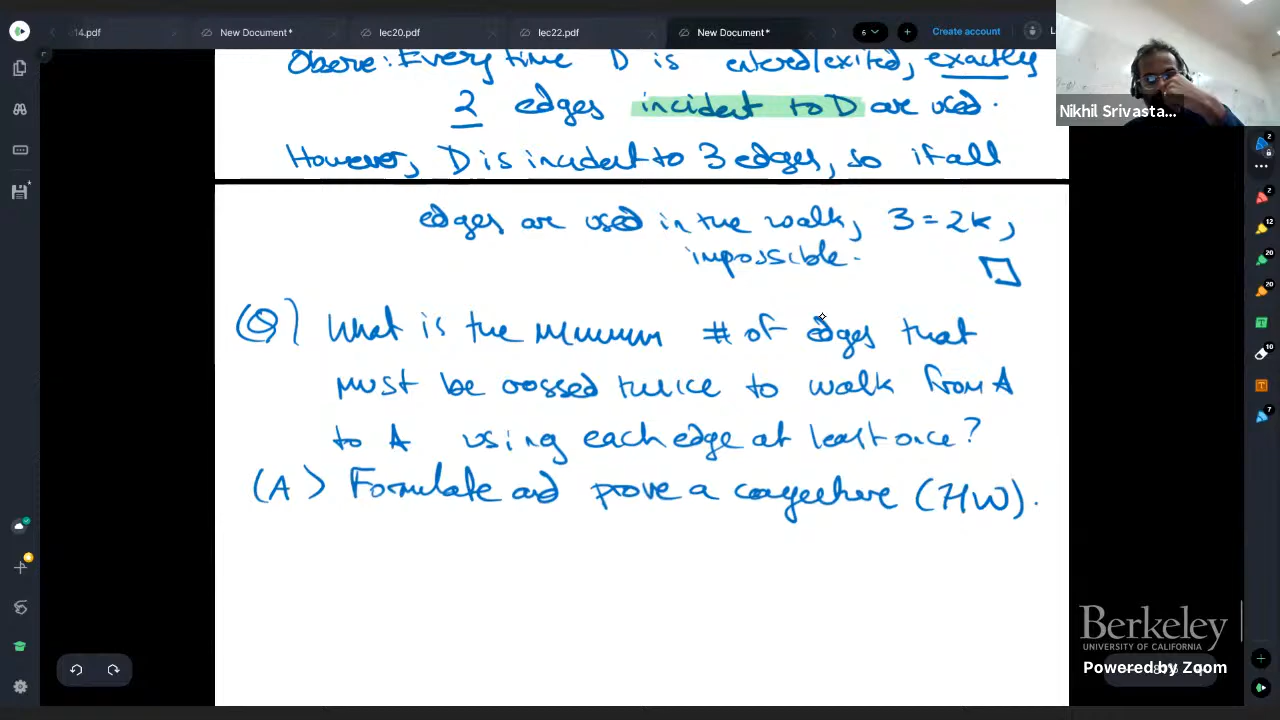 14.pdf
New Document*
lec20.pdf
lec22.pdf
New Document*
6
Create account
Nikhil Srivasta...
Observe: Every time D is entered/exited, exactly
2 edges incident to D are used.
However, D is incident to 3 edges, so if all
edges are used in the walk, 3 = 2k,
impossible.
(Q) What is the minimum # of edges that
must be crossed twice to walk from A
to A using each edge at least once?
(A) Formulate and prove a conjecture (HW).
Berkeley
UNIVERSITY OF CALIFORNIA
Powered by Zoom